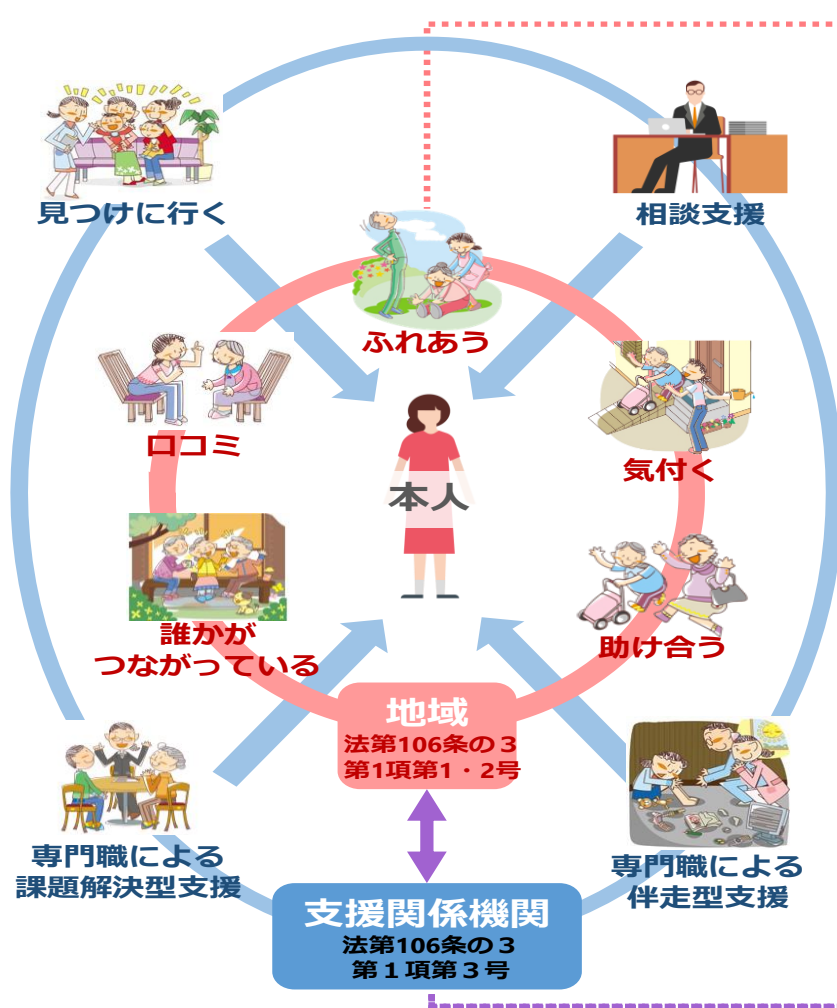 見つけに行く
相談支援
ふれあう
口コミ
気付く
本人
誰かが
つながっている
助け合う
地域
法第106条の３
第1項第1・2号
専門職による
課題解決型支援
専門職による
伴走型支援
支援関係機関
法第106条の３
第１項第３号